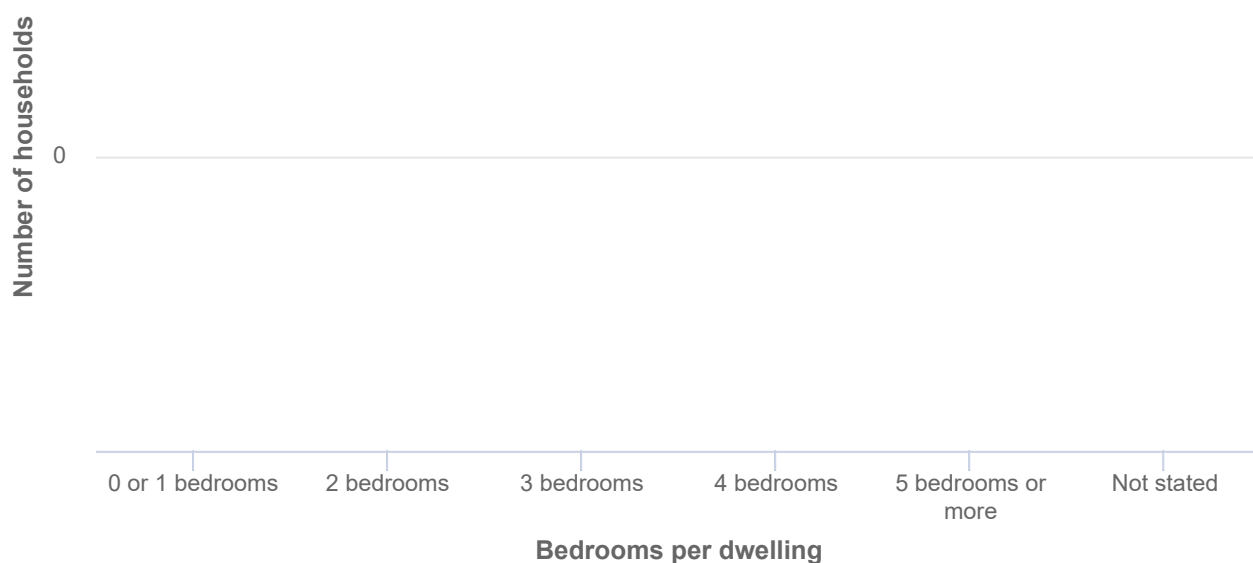 Number of households
0
0 or 1 bedrooms
2 bedrooms
3 bedrooms
4 bedrooms
5 bedrooms or
more
Not stated
Bedrooms per dwelling